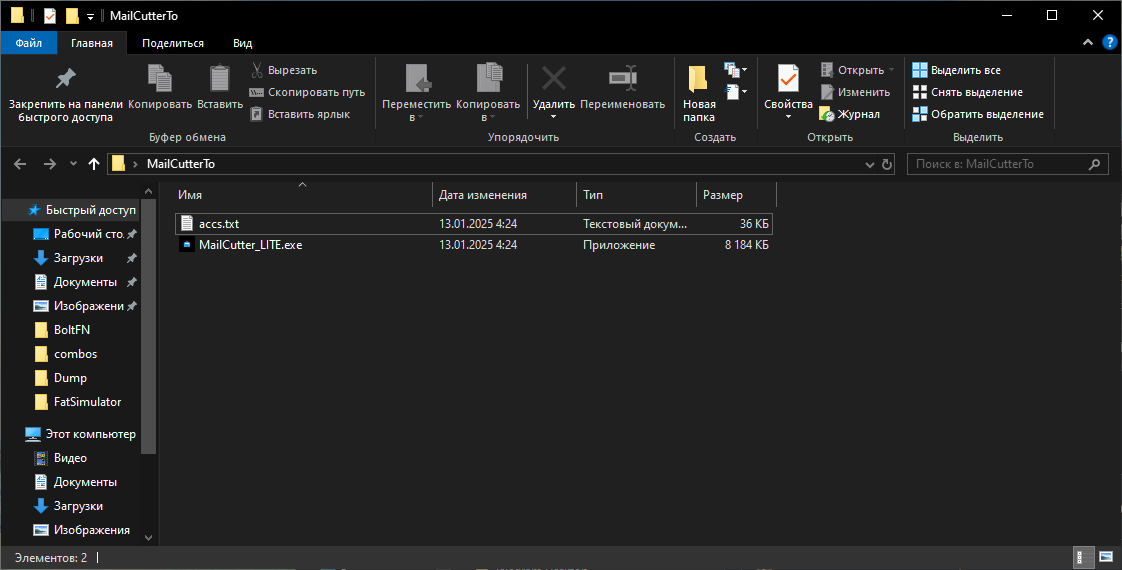 MailCutterTo
Файл Главная Поделиться Вид
Закрепить на панели быстрого доступа
Копировать
Вставить
Вырезать
Скопировать путь
Вставить ярлык
Буфер обмена
Переместить в
Копировать в
Удалить
Переименовать
Упорядочить
Новая папка
Создать
Свойства
Открыть
Изменить
Журнал
Открыть
Выделить все
Снять выделение
Обратить выделение
Выделить
MailCutterTo
Поиск в: MailCutterTo
Имя Дата изменения Тип Размер
accs.txt 13.01.2025 4:24 Текстовый докум... 36 КБ
MailCutter_LITE.exe 13.01.2025 4:24 Приложение 8 184 КБ
Быстрый доступ
Рабочий сто.
Загрузки
Документы
Изображени
BoltFN
combos
Dump
FatSimulator
Этот компьютер
Видео
Документы
Загрузки
Изображения
Элементов: 2